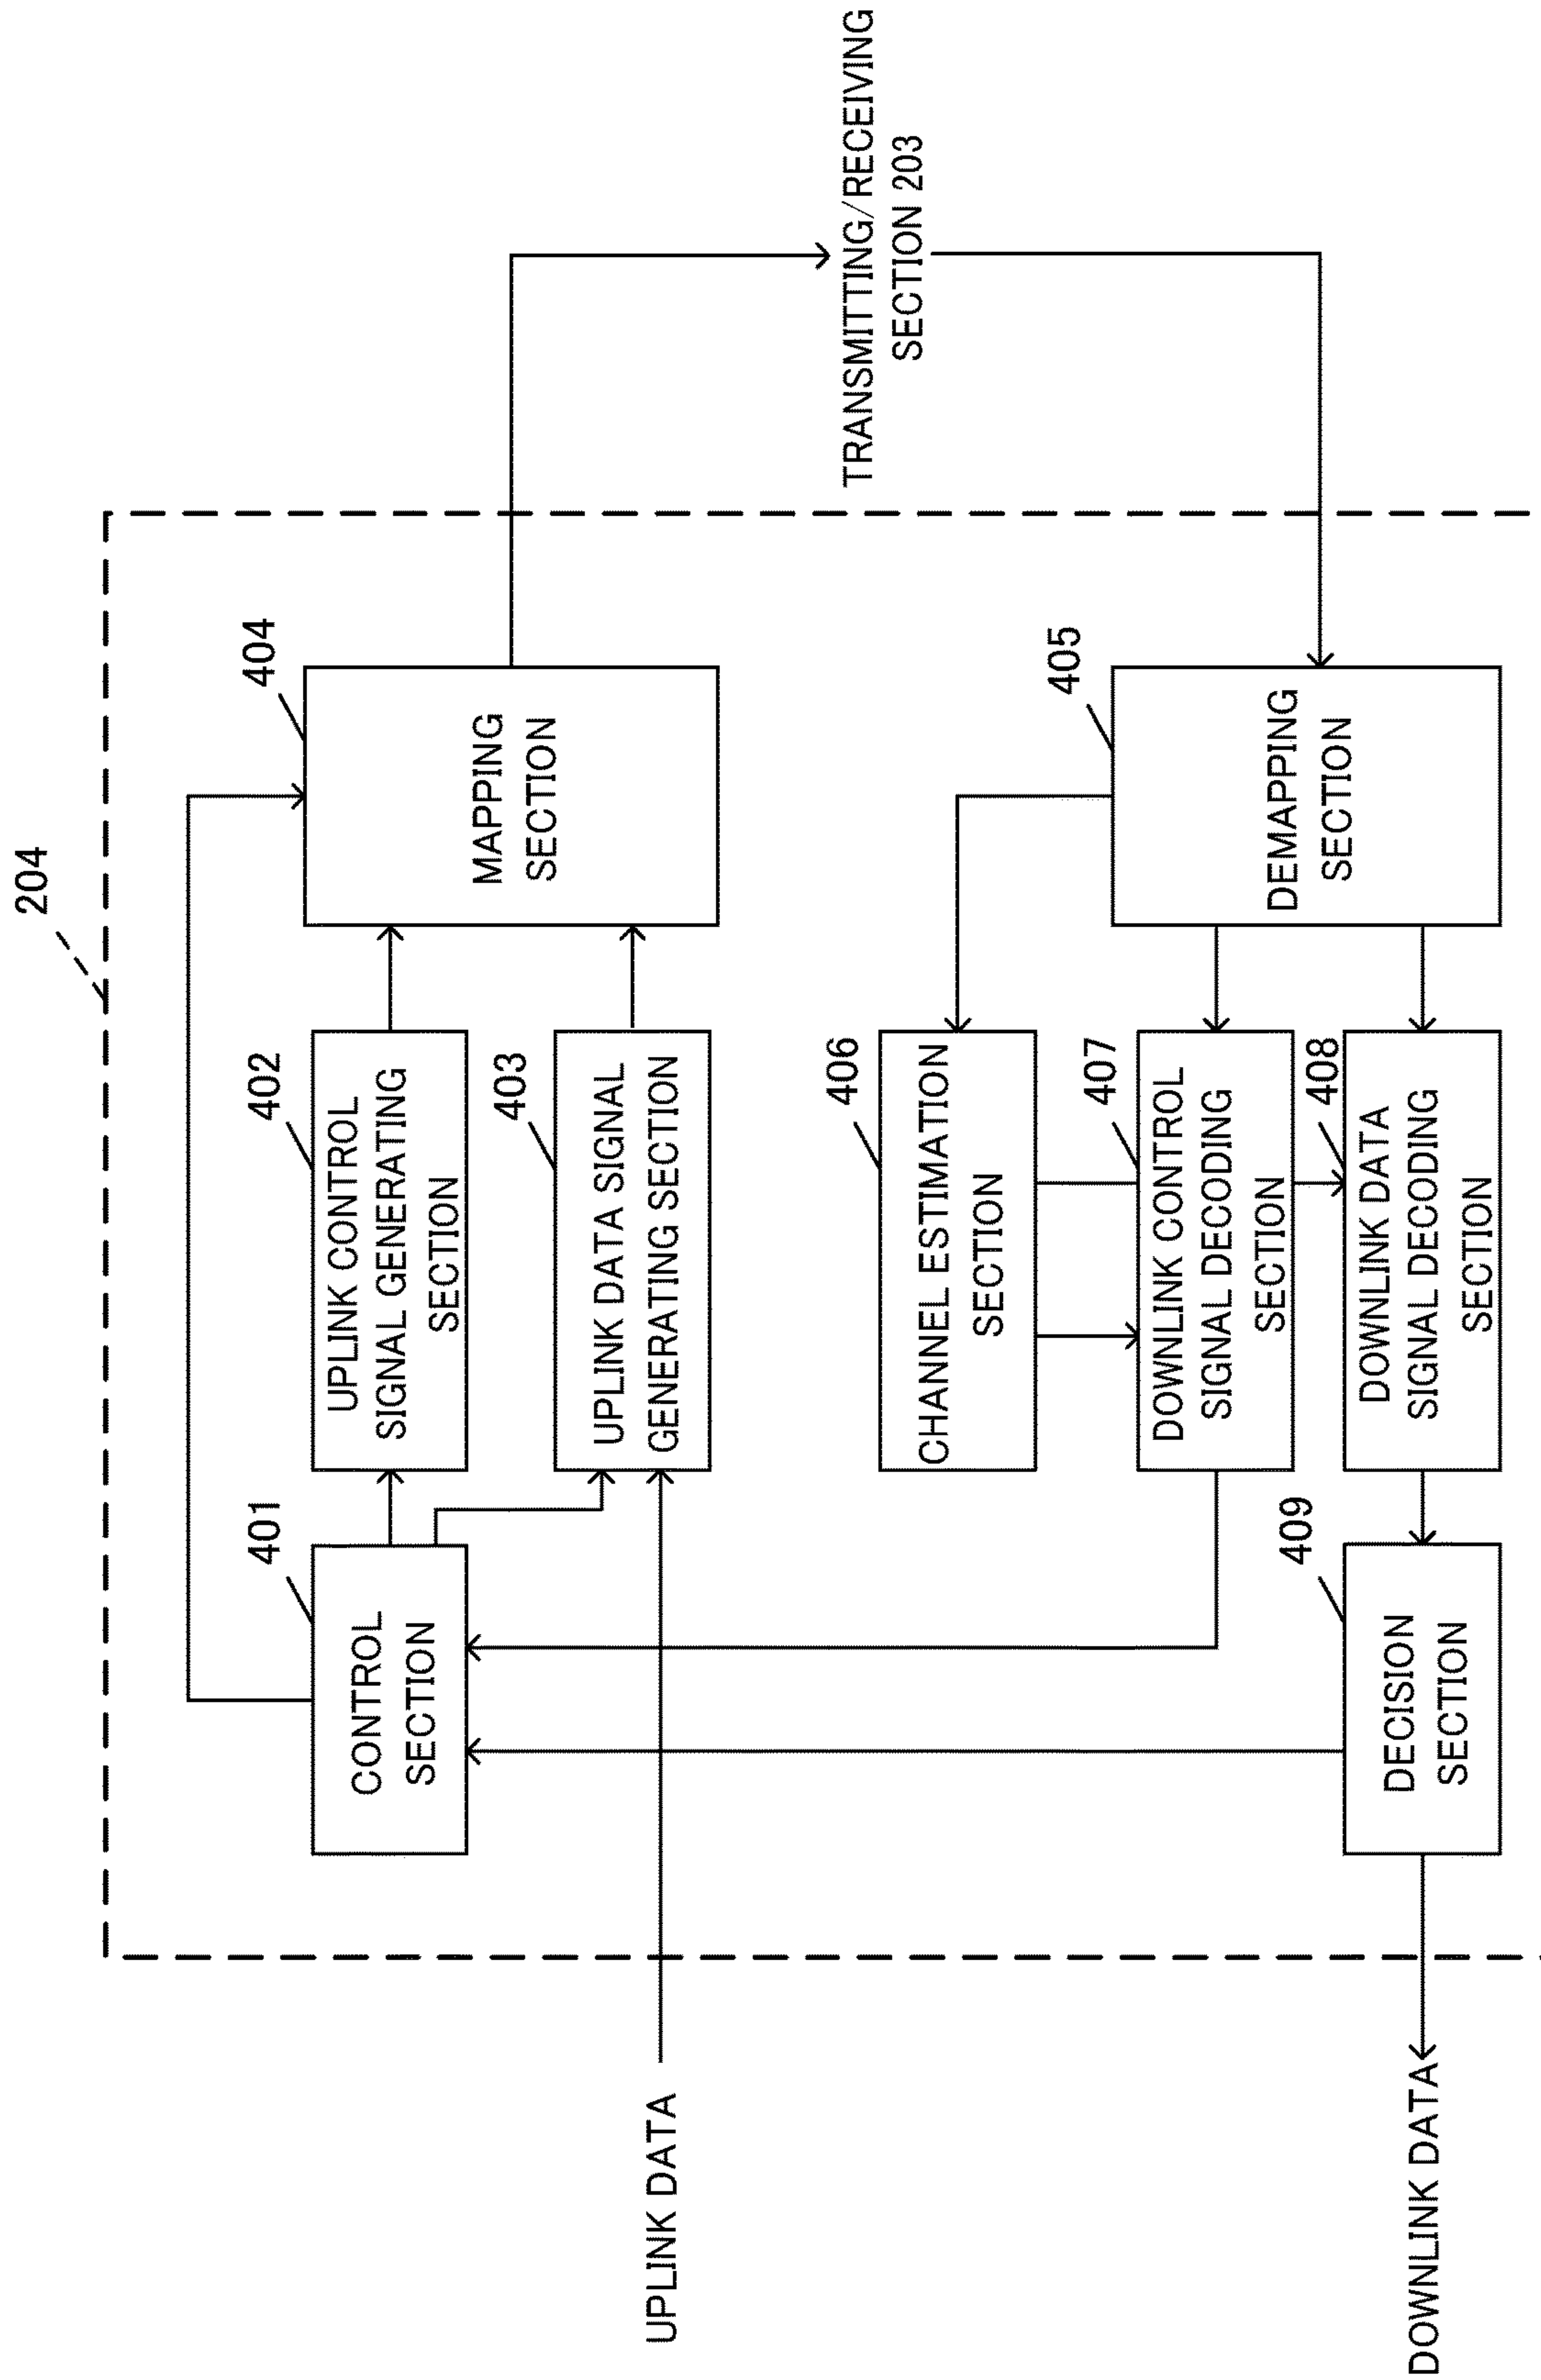 204
401
CONTROL
SECTION
402
UPLINK CONTROL
SIGNAL GENERATING
SECTION
404
MAPPING
SECTION
403
UPLINK DATA SIGNAL
GENERATING SECTION
UPLINK DATA
TRANSMITTING/RECEIVING
SECTION 203
406
CHANNEL ESTIMATION
SECTION
405
DEMAPPING
SECTION
407
DOWNLINK CONTROL
SIGNAL DECODING
SECTION
409
DECISION
SECTION
408
DOWNLINK DATA
SIGNAL DECODING
SECTION
DOWNLINK DATA